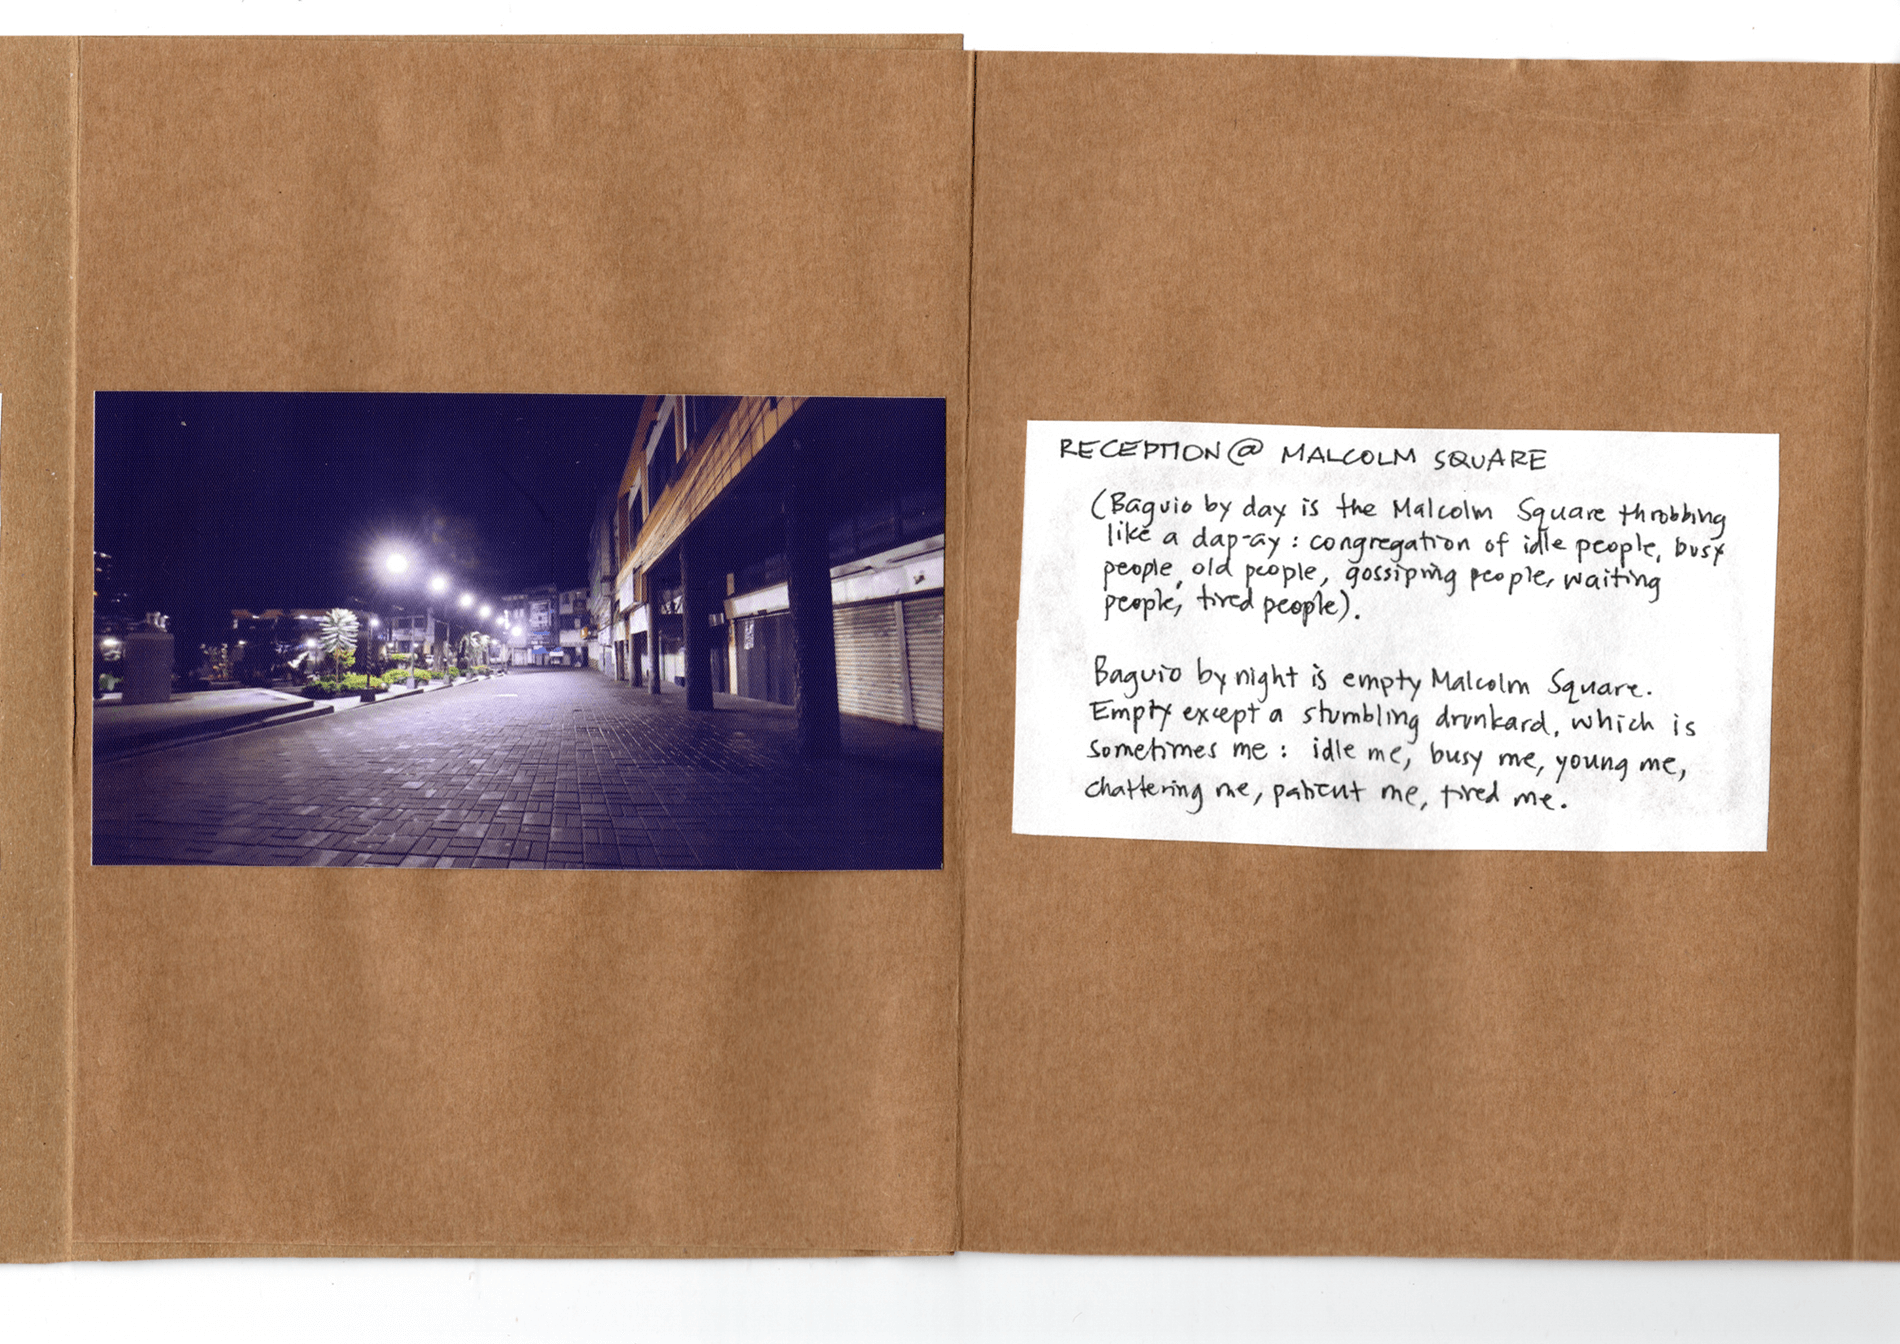 RECEPTION @ MALCOLM SQUARE
(Baguio by day is the Malcolm Square throbbing
like a dap-ay : congregation of idle people, busy
people, old people, gossiping people, waiting
people, tired people).
Baguio by night is empty Malcolm Square.
Empty except a stumbling drunkard, which is
sometimes me : idle me, busy me, young me,
chattering me, patient me, tired me.